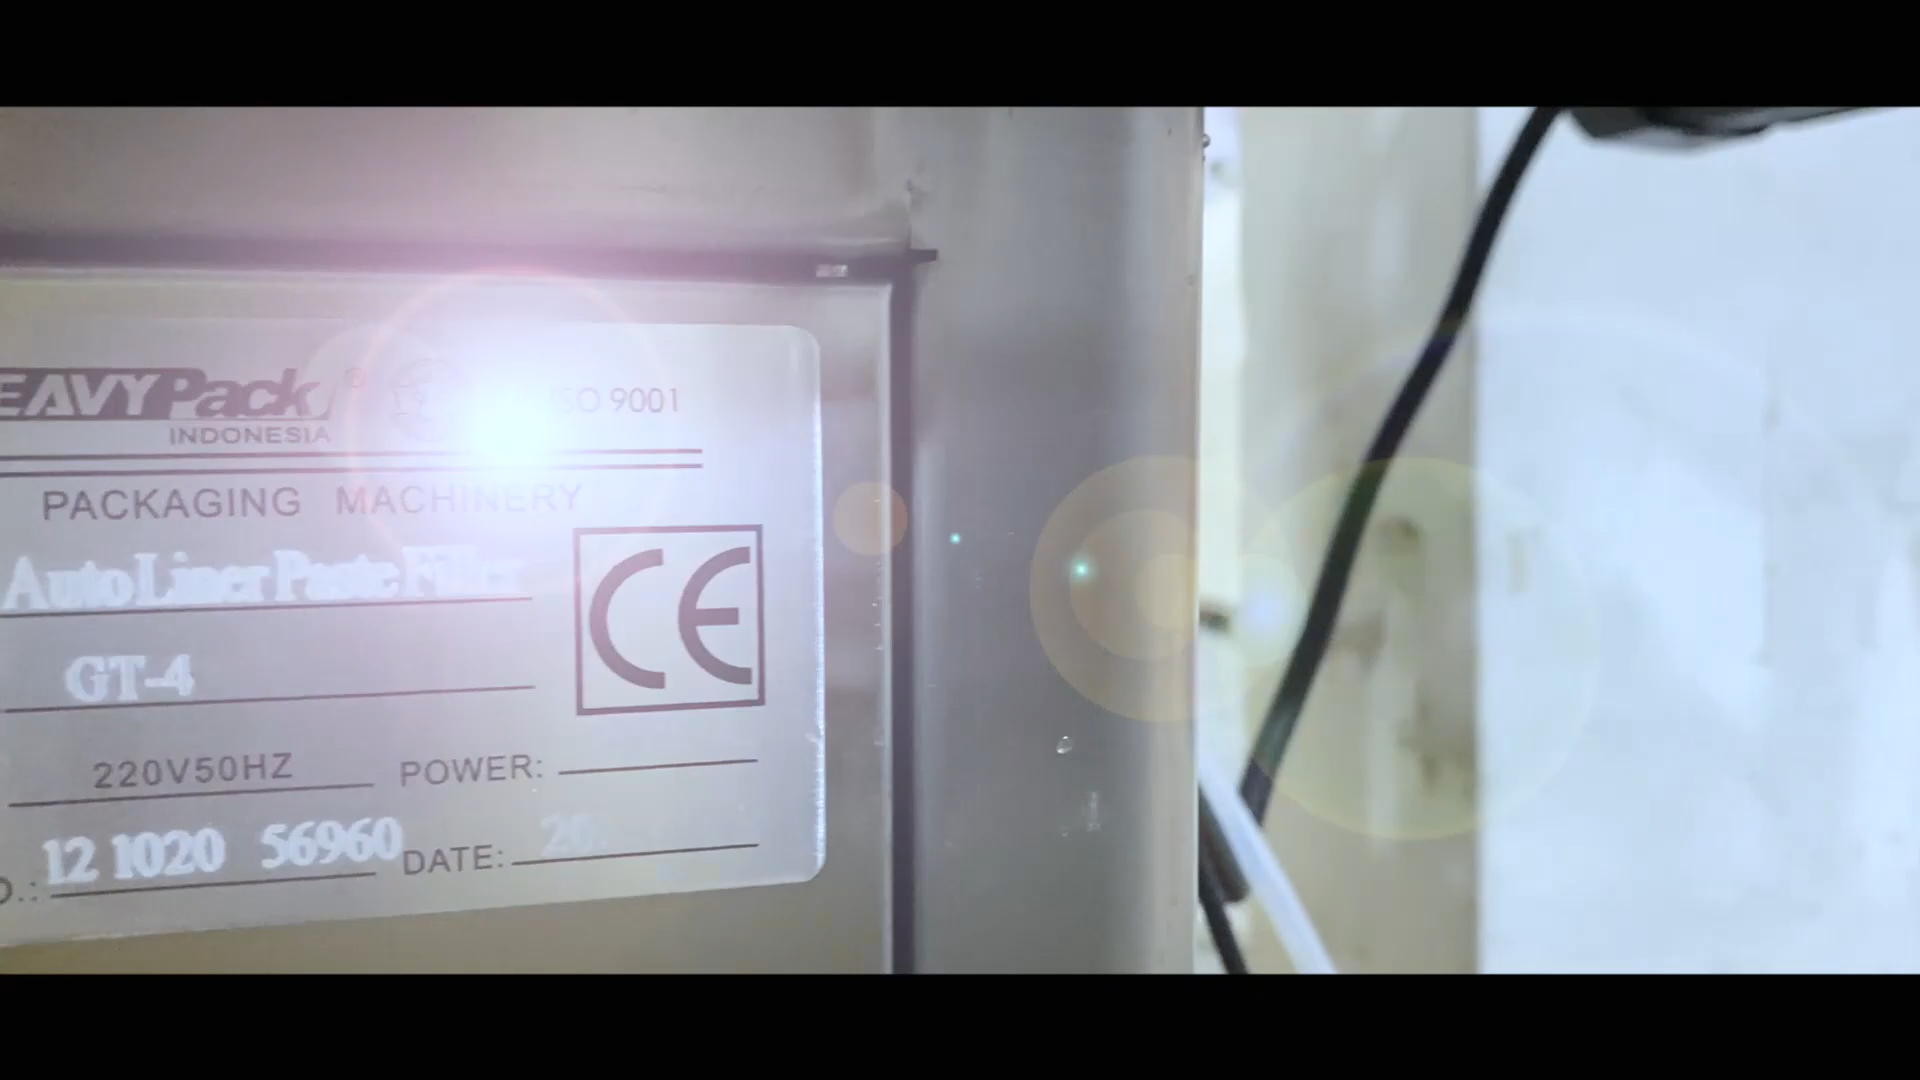 EAVYPack ®
INDONESIA
ISO 9001
PACKAGING MACHINERY
Auto Liner Paste Filler
GT-4
CE
220V50HZ POWER:
12 1020 56960 DATE: 20